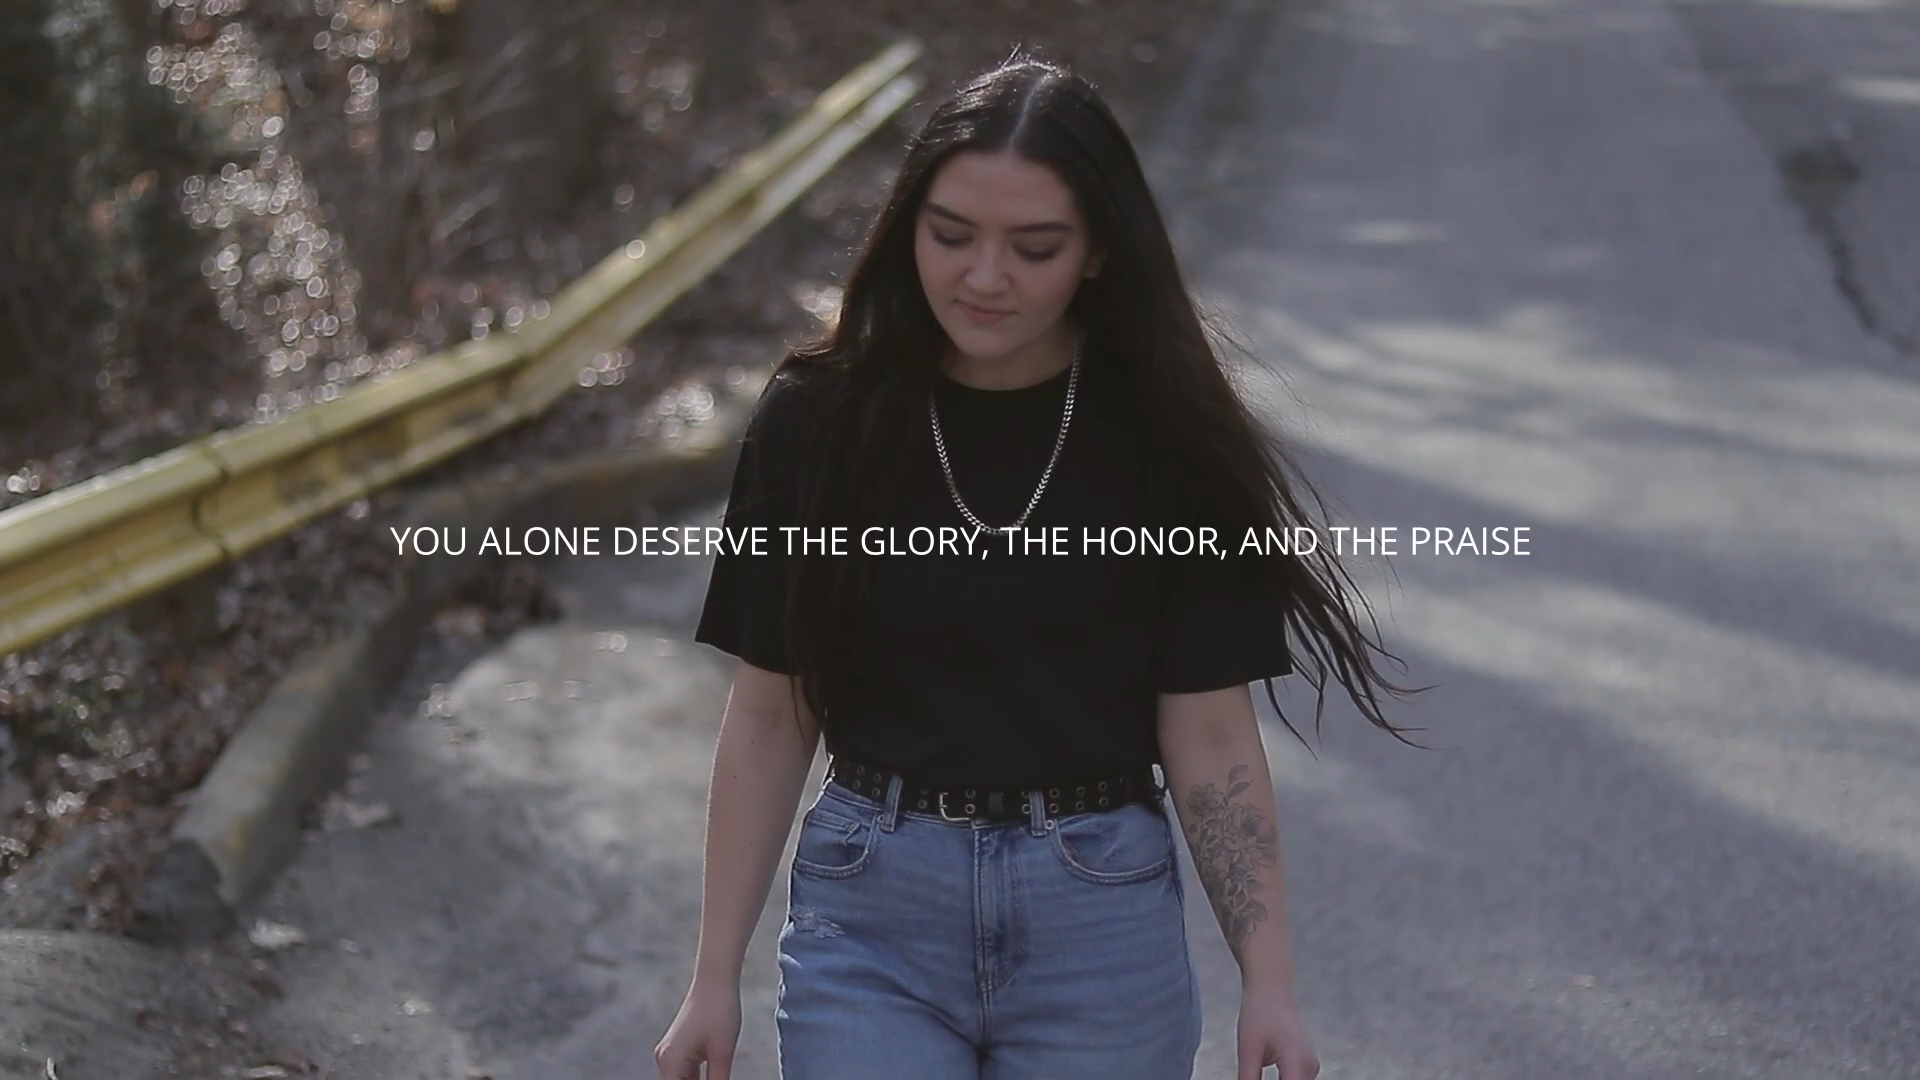 YOU ALONE DESERVE THE GLORY, THE HONOR, AND THE PRAISE